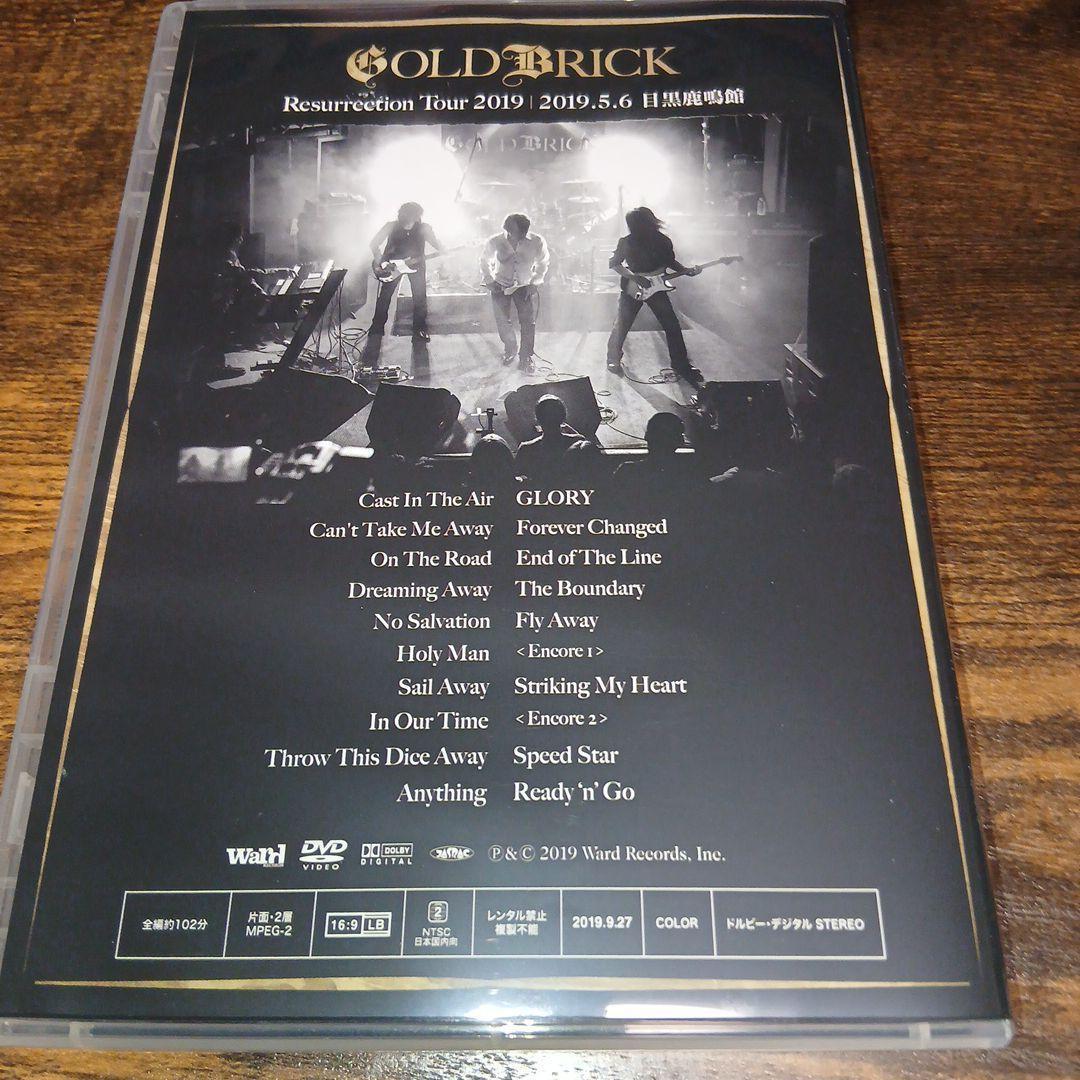 GOLDBRICK
Resurrection Tour 2019 | 2019.5.6 目黒鹿鳴館
GOLDBRICK
Cast In The Air
Can't Take Me Away
On The Road
Dreaming Away
No Salvation
Holy Man
Sail Away
In Our Time
Throw This Dice Away
Anything
GLORY
Forever Changed
End of The Line
The Boundary
Fly Away
<Encore 1>
Striking My Heart
<Encore 2>
Speed Star
Ready 'n' Go
Ward
DVD
VIDEO
DOLBY
DIGITAL
JASRAC
Ⓟ & © 2019 Ward Records, Inc.
全編約102分
片面・2層
MPEG-2
16:9 LB
2
NTSC
日本国内向
レンタル禁止
複製不能
2019.9.27
COLOR
ドルビー・デジタル STEREO